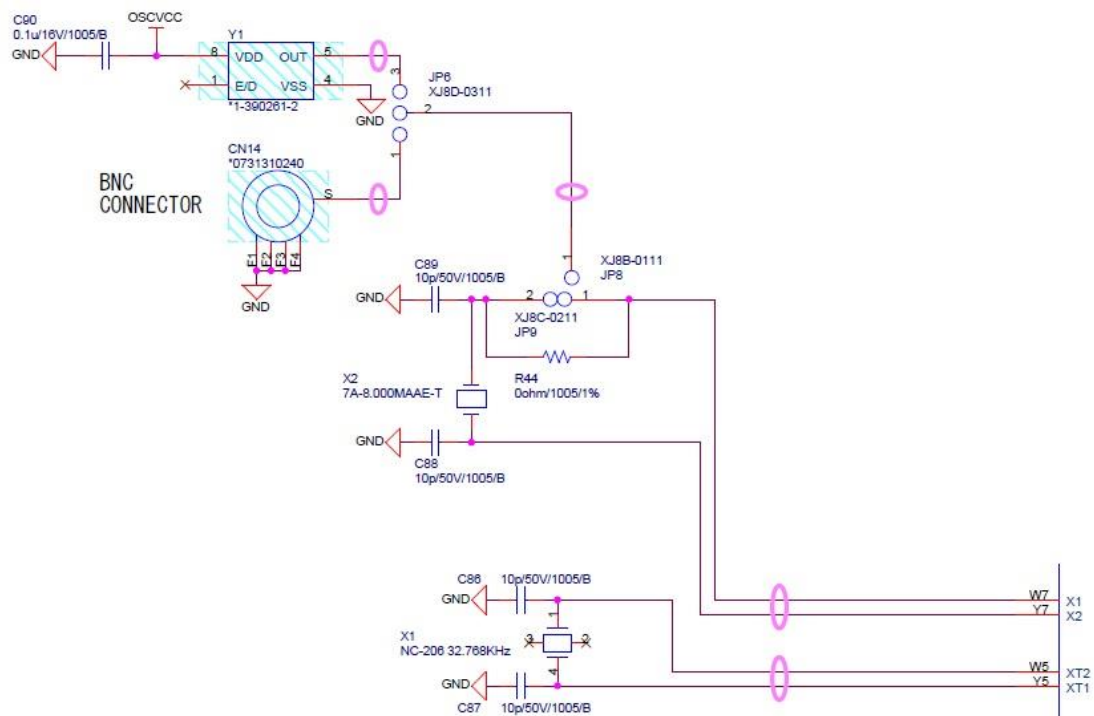 C90
0.1u/16V/1005/B
OSCVCC
GND
8
Y1
VDD OUT
5
1
E/D VSS
4
*1-390261-2
GND
3
JP6
XJ8D-0311
2
1
CN14
*0731310240
BNC
CONNECTOR
S
F1
F2
F3
F4
GND
C89
10p/50V/1005/B
GND
1
XJ8B-0111
JP8
2
1
XJ8C-0211
JP9
X2
7A-8.000MAAE-T
R44
0ohm/1005/1%
GND
C88
10p/50V/1005/B
C86
10p/50V/1005/B
GND
1
X1
NC-206 32.768KHz
3
2
4
GND
C87
10p/50V/1005/B
W7
X1
Y7
X2
W5
XT2
Y5
XT1